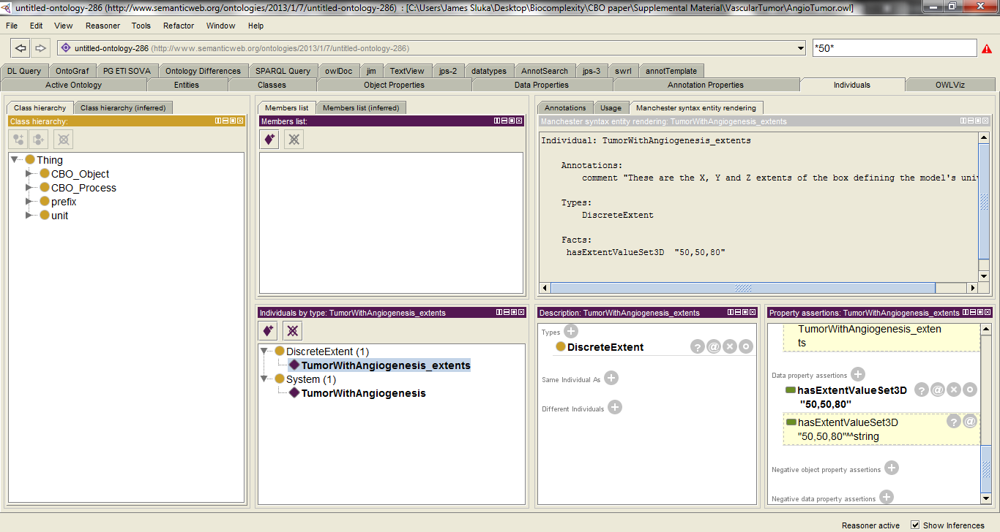 untitled-ontology-286 (http://www.semanticweb.org/ontologies/2013/1/7/untitled-ontology-286) : [C:\Users\James Sluka\Desktop\Biocomplexity\CBO paper\Supplemental Material\VascularTumor\AngioTumor.owl]
File Edit View Reasoner Tools Refactor Window Help
untitled-ontology-286 (http://www.semanticweb.org/ontologies/2013/1/7/untitled-ontology-286)
*50*
DL Query OntoGraf PG ETI SOVA Ontology Differences SPARQL Query owlDoc jim TextView jps-2 datatypes AnnotSearch jps-3 swrl annotTemplate
Active Ontology Entities Classes Object Properties Data Properties Annotation Properties Individuals OWLViz
Class hierarchy Class hierarchy (inferred)
Class hierarchy:
Thing
CBO_Object
CBO_Process
prefix
unit
Members list Members list (inferred)
Members list:
Annotations Usage Manchester syntax entity rendering
Manchester syntax entity rendering: TumorWithAngiogenesis_extents
Individual: TumorWithAngiogenesis_extents
Annotations:
comment "These are the X, Y and Z extents of the box defining the model's uni
Types:
DiscreteExtent
Facts:
hasExtentValueSet3D "50,50,80"
Individuals by type: TumorWithAngiogenesis_extents
DiscreteExtent (1)
TumorWithAngiogenesis_extents
System (1)
TumorWithAngiogenesis
Description: TumorWithAngiogenesis_extents
Types
DiscreteExtent
Same Individual As
Different Individuals
Property assertions: TumorWithAngiogenesis_extents
TumorWithAngiogenesis_exten
ts
Data property assertions
hasExtentValueSet3D
"50,50,80"
hasExtentValueSet3D
"50,50,80"^^string
Negative object property assertions
Negative data property assertions
Reasoner active Show Inferences